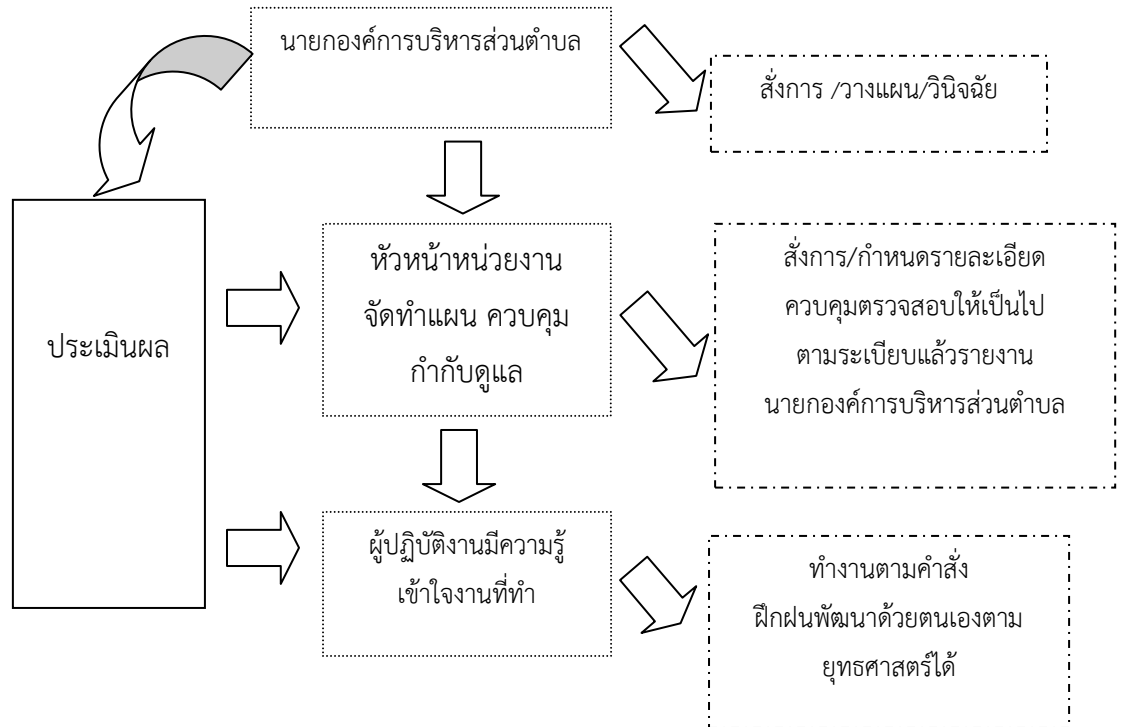 นายกองค์การบริหารส่วนตำบล
สั่งการ /วางแผน/วินิจฉัย
ประเมินผล
หัวหน้าหน่วยงาน
จัดทำแผน ควบคุม
กำกับดูแล
สั่งการ/กำหนดรายละเอียด
ควบคุมตรวจสอบให้เป็นไป
ตามระเบียบแล้วรายงาน
นายกองค์การบริหารส่วนตำบล
ผู้ปฏิบัติงานมีความรู้
เข้าใจงานที่ทำ
ทำงานตามคำสั่ง
ฝึกฝนพัฒนาด้วยตนเองตาม
ยุทธศาสตร์ได้